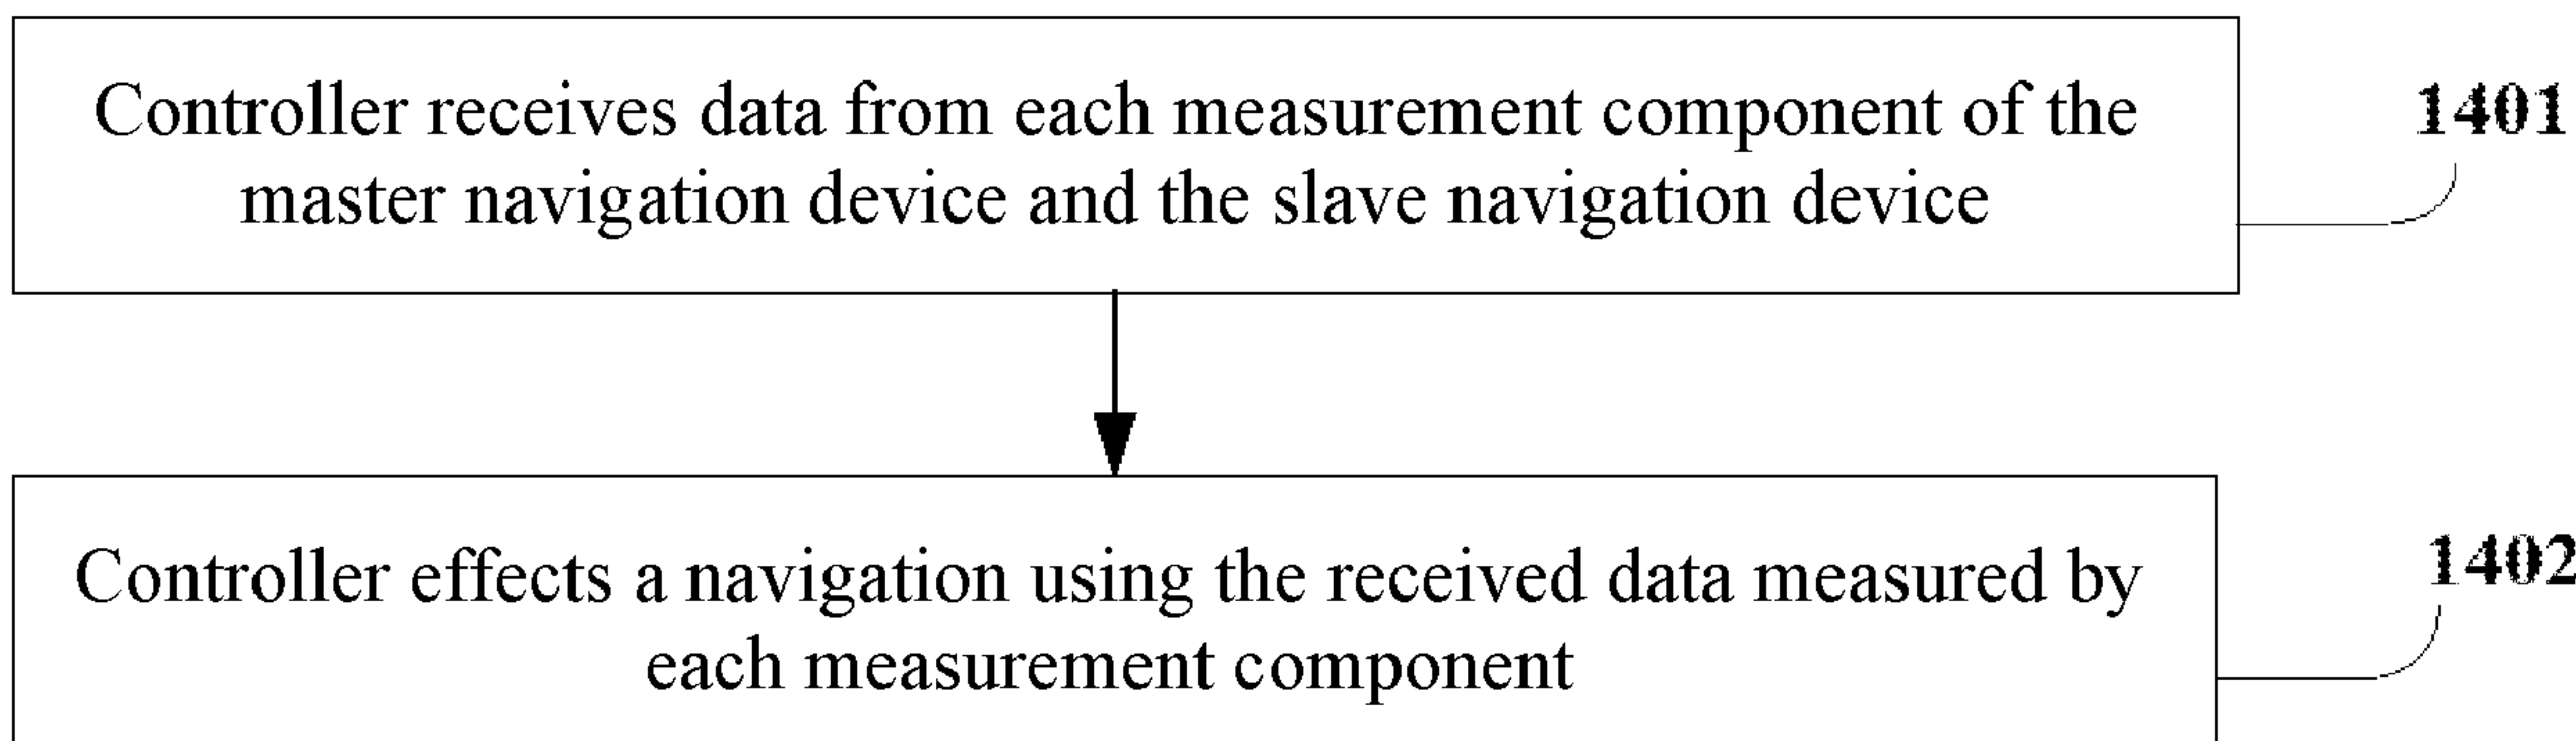 Controller receives data from each measurement component of the
master navigation device and the slave navigation device
1401
Controller effects a navigation using the received data measured by
each measurement component
1402